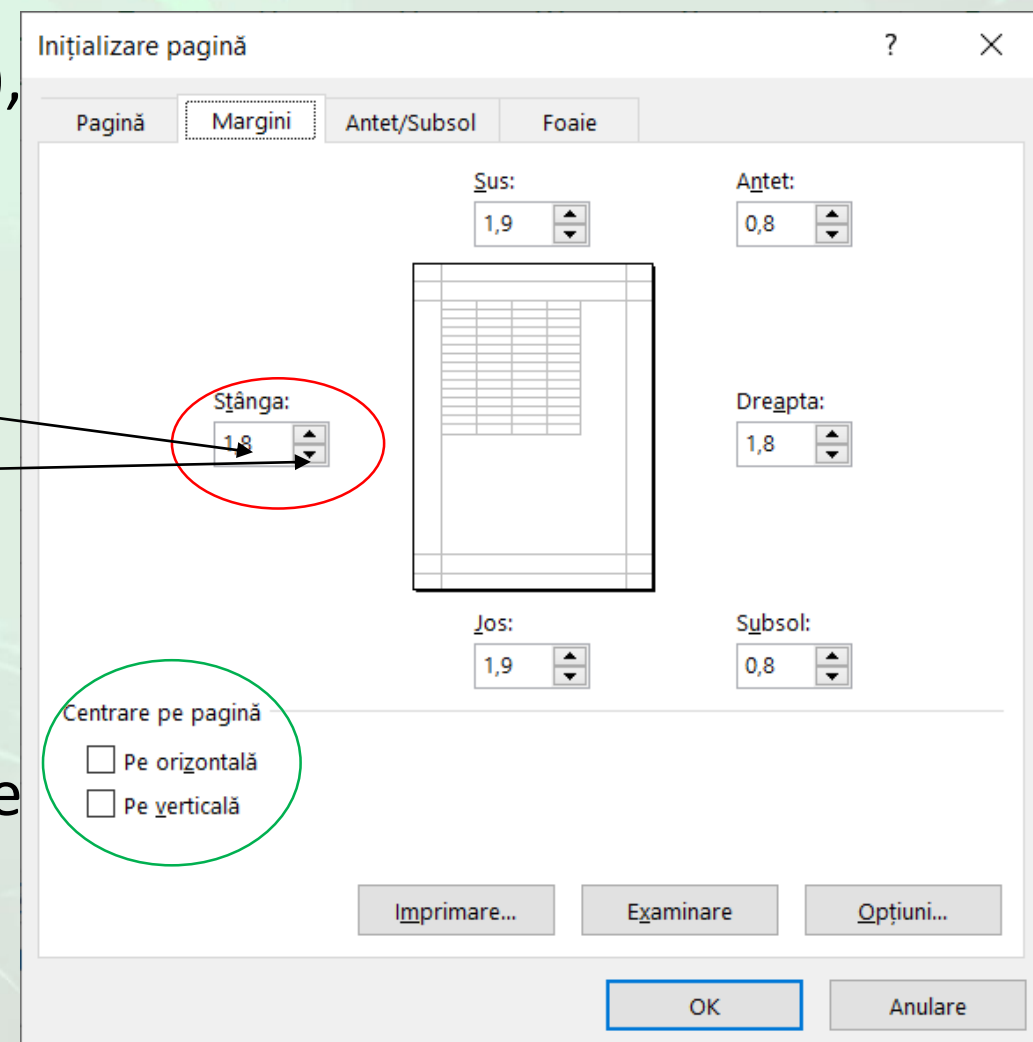 Inițializare pagină ?
),
Pagină Margini Antet/Subsol Foaie
Sus: Antet:
1,9 0,8
Stânga: Dreapta:
1,8 1,8
Jos: Subsol:
1,9 0,8
Centrare pe pagină
Pe orizontală
e Pe verticală
Imprimare... Examinare Opțiuni...
OK Anulare